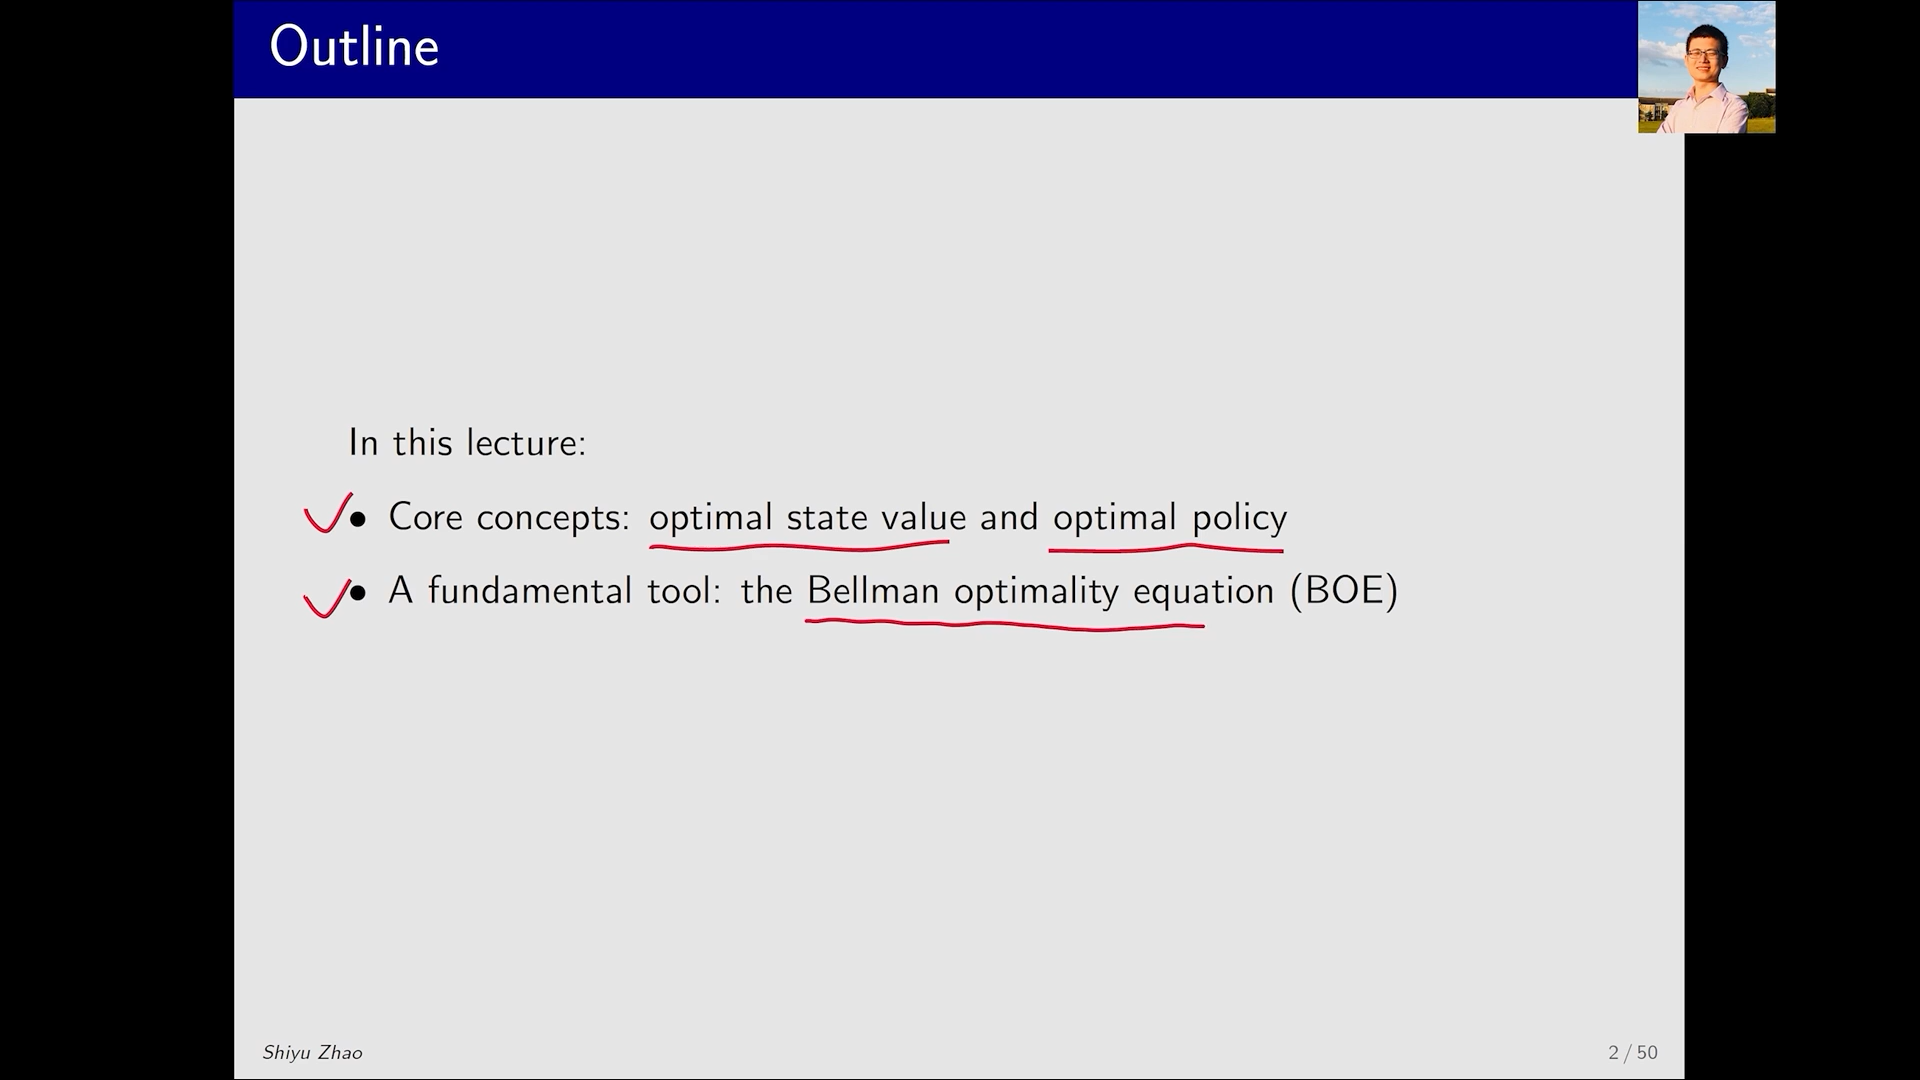 Outline
In this lecture:
• Core concepts: optimal state value and optimal policy
• A fundamental tool: the Bellman optimality equation (BOE)
Shiyu Zhao
2 / 50